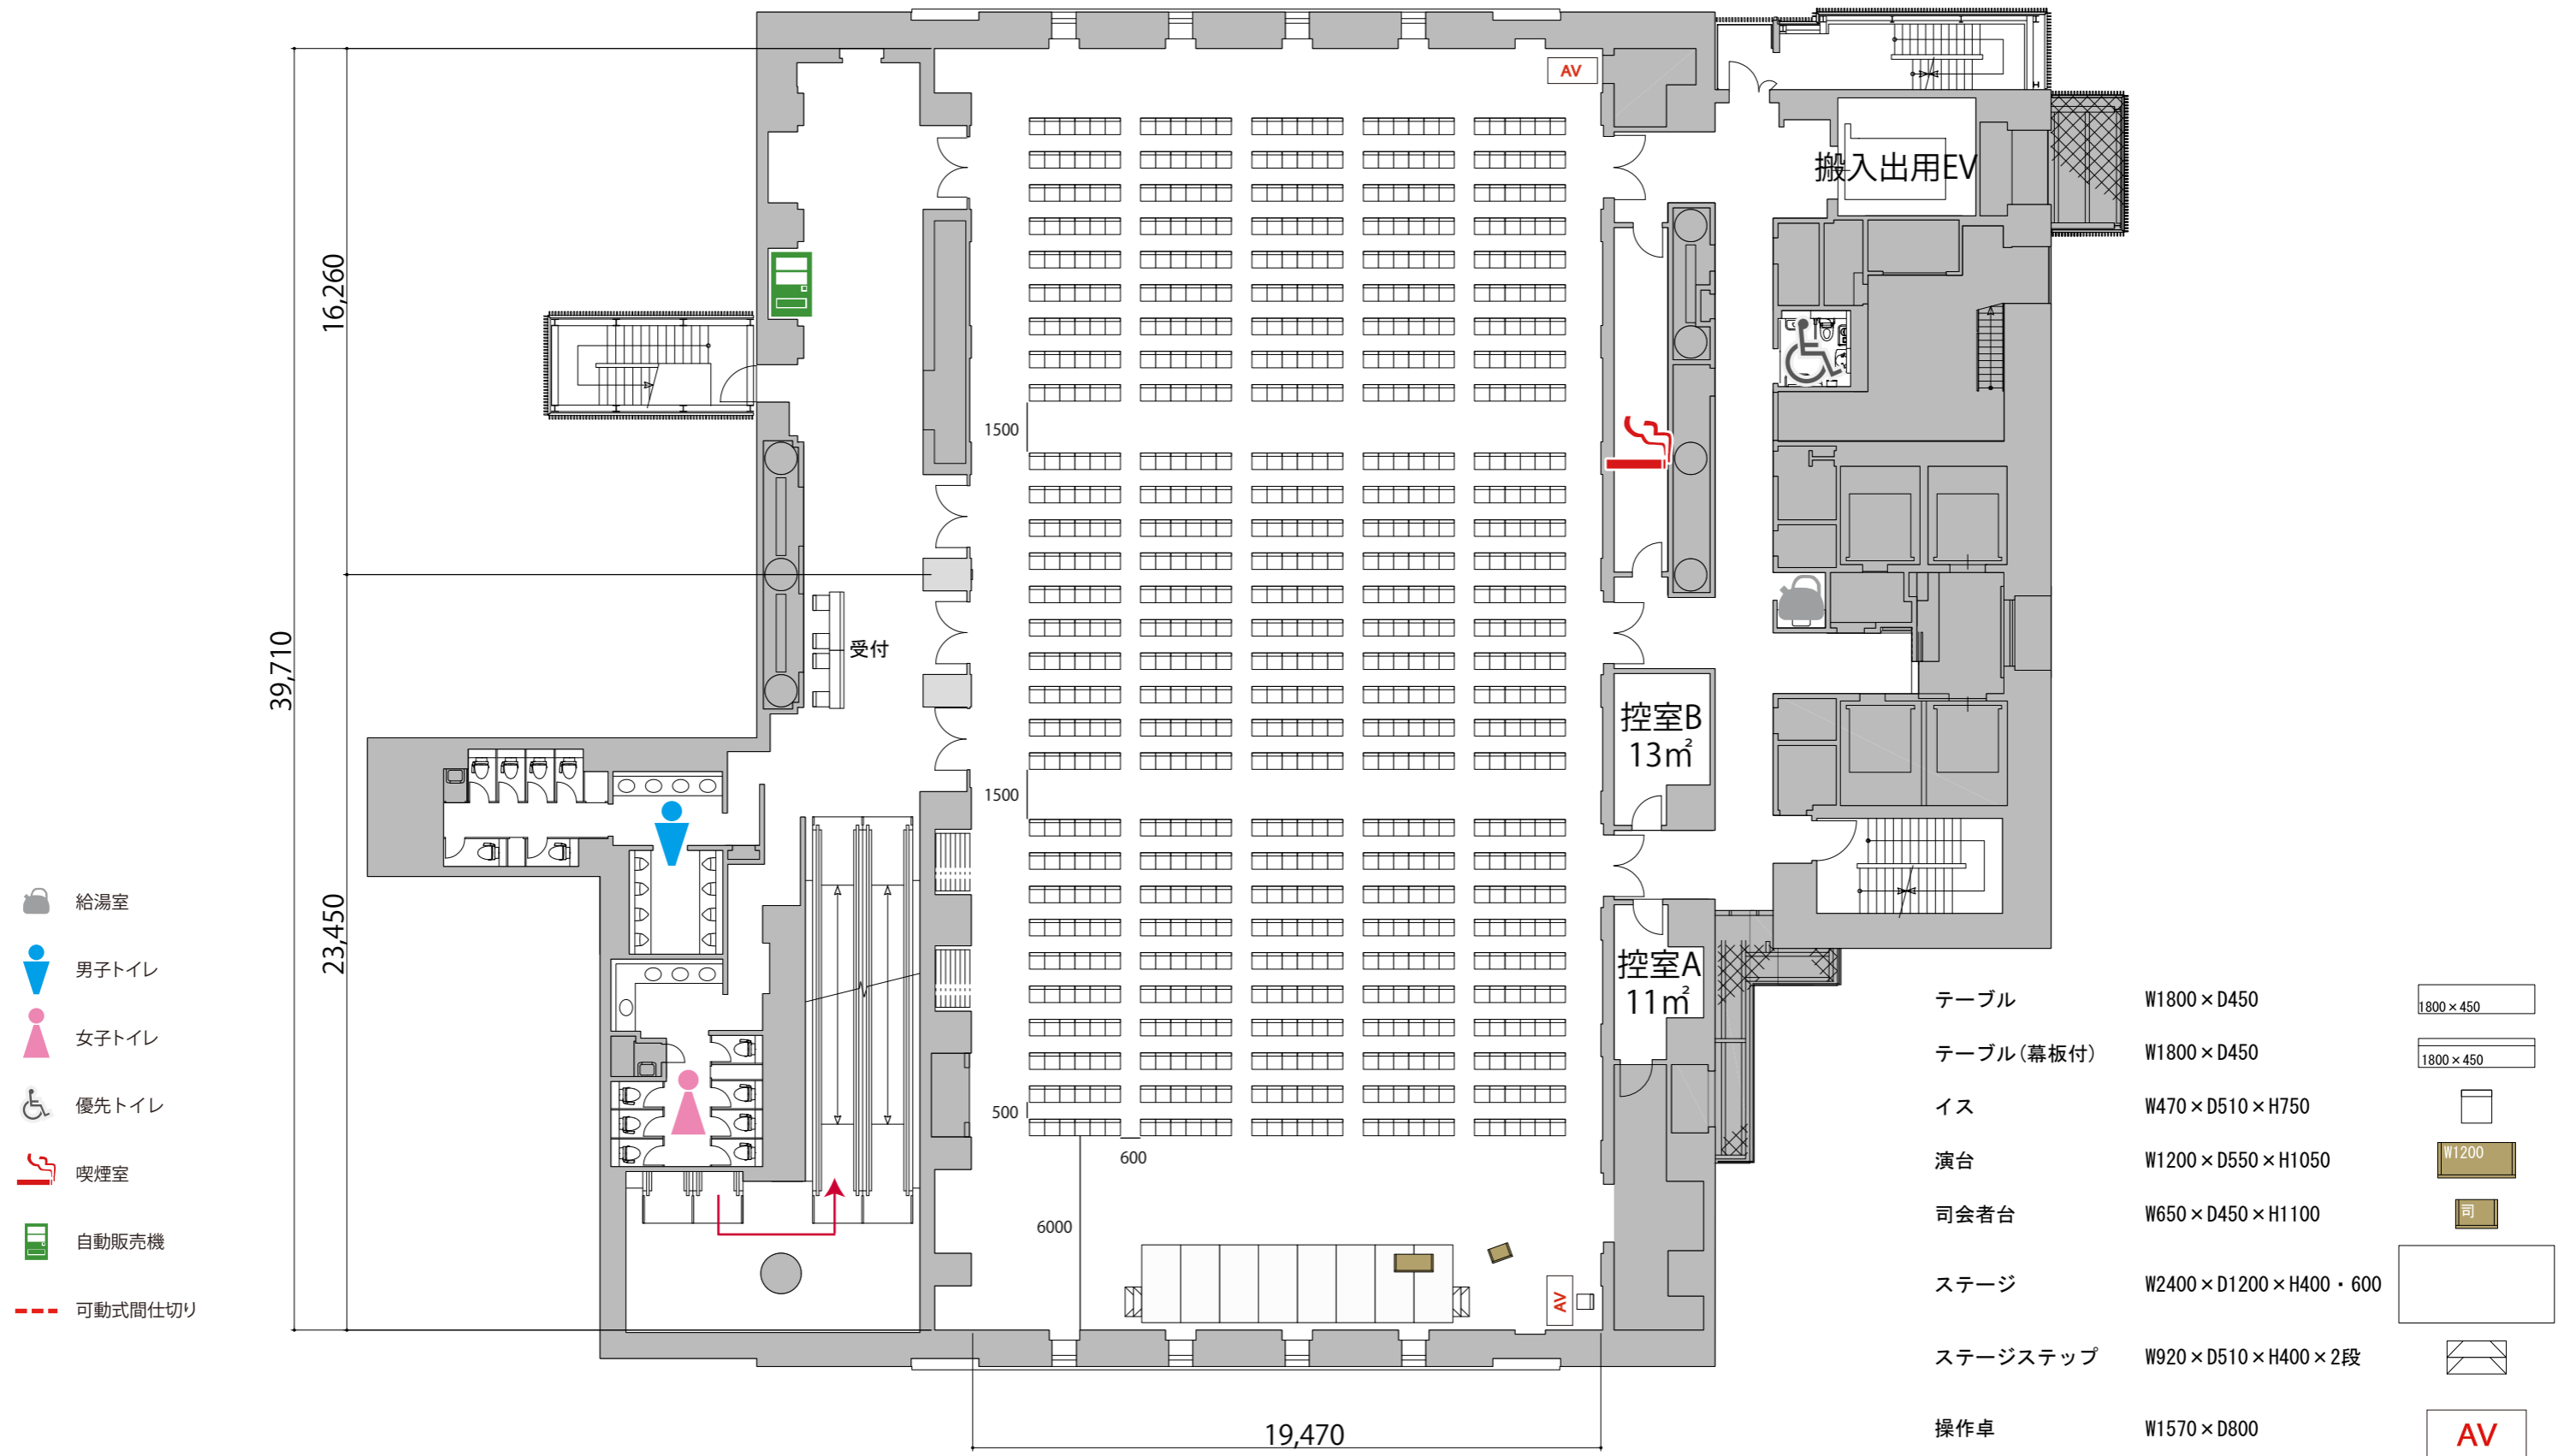 AV
搬入出用EV
16,260
1500
39,710
受付
控室B
13㎡
1500
23,450
控室A
11㎡
500
600
6000
AV
19,470
給湯室
男子トイレ
女子トイレ
優先トイレ
喫煙室
自動販売機
可動式間仕切り
テーブル W1800×D450 1800×450
テーブル（幕板付） W1800×D450 1800×450
イス W470×D510×H750
演台 W1200×D550×H1050 W1200
司会者台 W650×D450×H1100 司
ステージ W2400×D1200×H400・600
ステージステップ W920×D510×H400×2段
操作卓 W1570×D800 AV